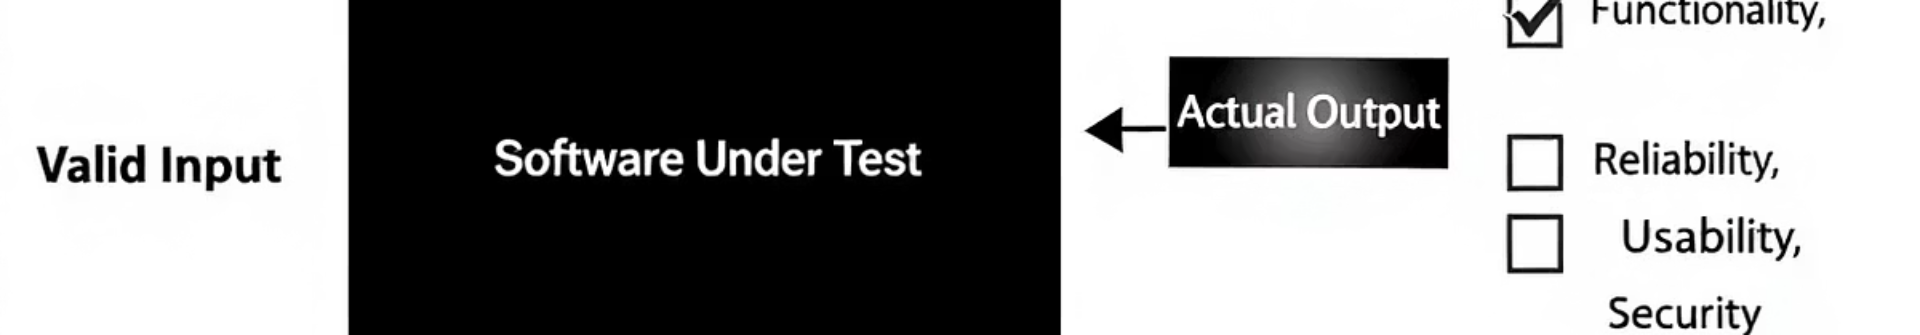 Valid Input
Software Under Test
Actual Output
Functionality,
Reliability,
Usability,
Security